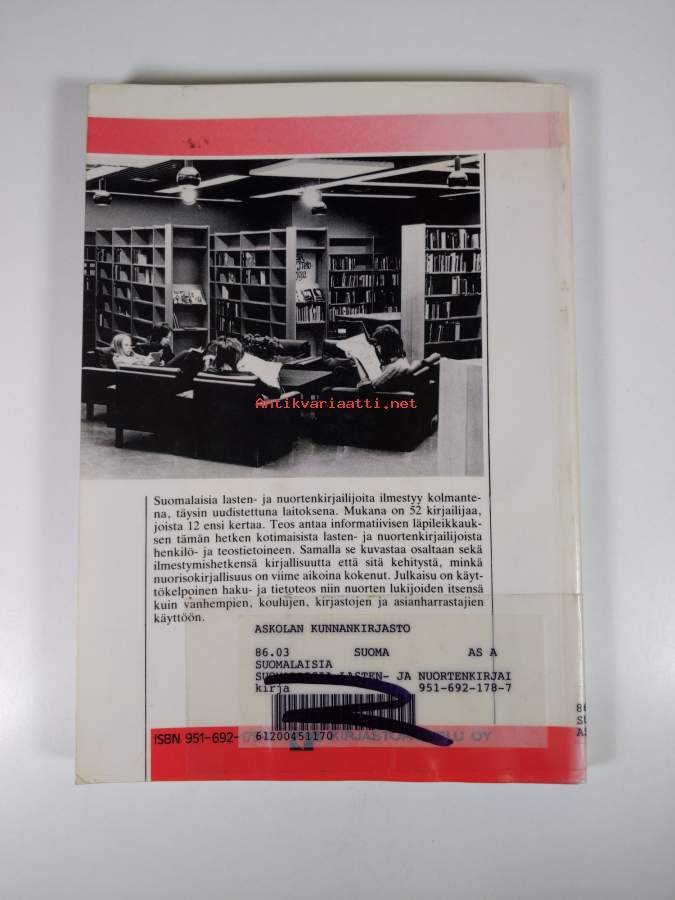 Antikvariaatti.net
Suomalaisia lasten- ja nuortenkirjailijoita ilmestyy kolmante-
na, täysin uudistettuna laitoksena. Mukana on 52 kirjailijaa,
joista 12 ensi kertaa. Teos antaa informatiivisen läpileikkauk-
sen tämän hetken kotimaisista lasten- ja nuortenkirjailijoista
henkilö- ja teostietoineen. Samalla se kuvastaa osaltaan sekä
ilmestymishetkensä kirjallisuutta että sitä kehitystä, minkä
nuorisokirjallisuus on viime aikoina kokenut. Julkaisu on käyt-
tökelpoinen haku- ja tietoteos niin nuorten lukijoiden itsensä
kuin vanhempien, koulujen, kirjastojen ja asianharrastajien
käyttöön.
ASKOLAN KUNNANKIRJASTO
86.03 SUOMA AS A
SUOMALAISIA
LASTEN- JA NUORTENKIRJAI
kirja 951-692-178-7
ISBN 951-692-
61200451170
OY
86
SU
AS